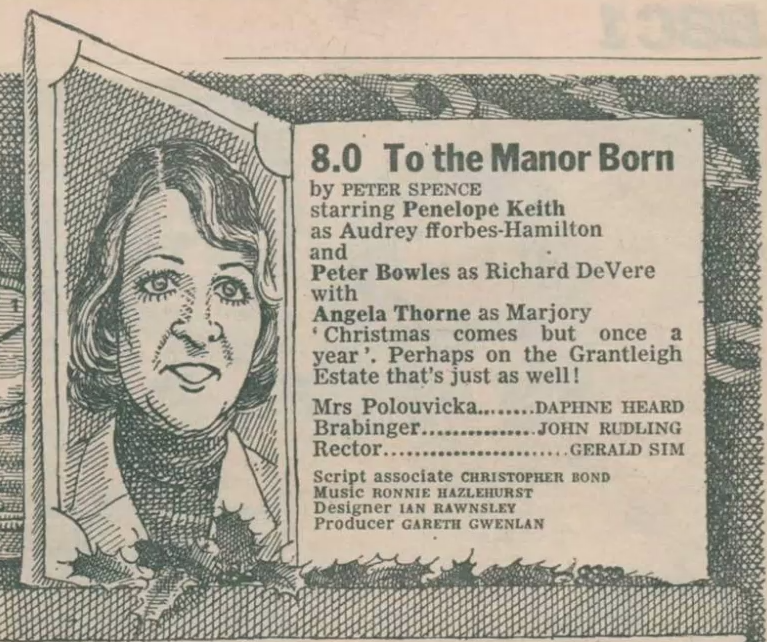 8.0 To the Manor Born
by PETER SPENCE
starring Penelope Keith
as Audrey fforbes-Hamilton
and
Peter Bowles as Richard DeVere
with
Angela Thorne as Marjory
‘Christmas comes but once a
year’. Perhaps on the Grantleigh
Estate that's just as well!
Mrs Polouvicka........DAPHNE HEARD
Brabinger...............JOHN RUDLING
Rector........................GERALD SIM
Script associate CHRISTOPHER BOND
Music RONNIE HAZLEHURST
Designer IAN RAWNSLEY
Producer GARETH GWENLAN